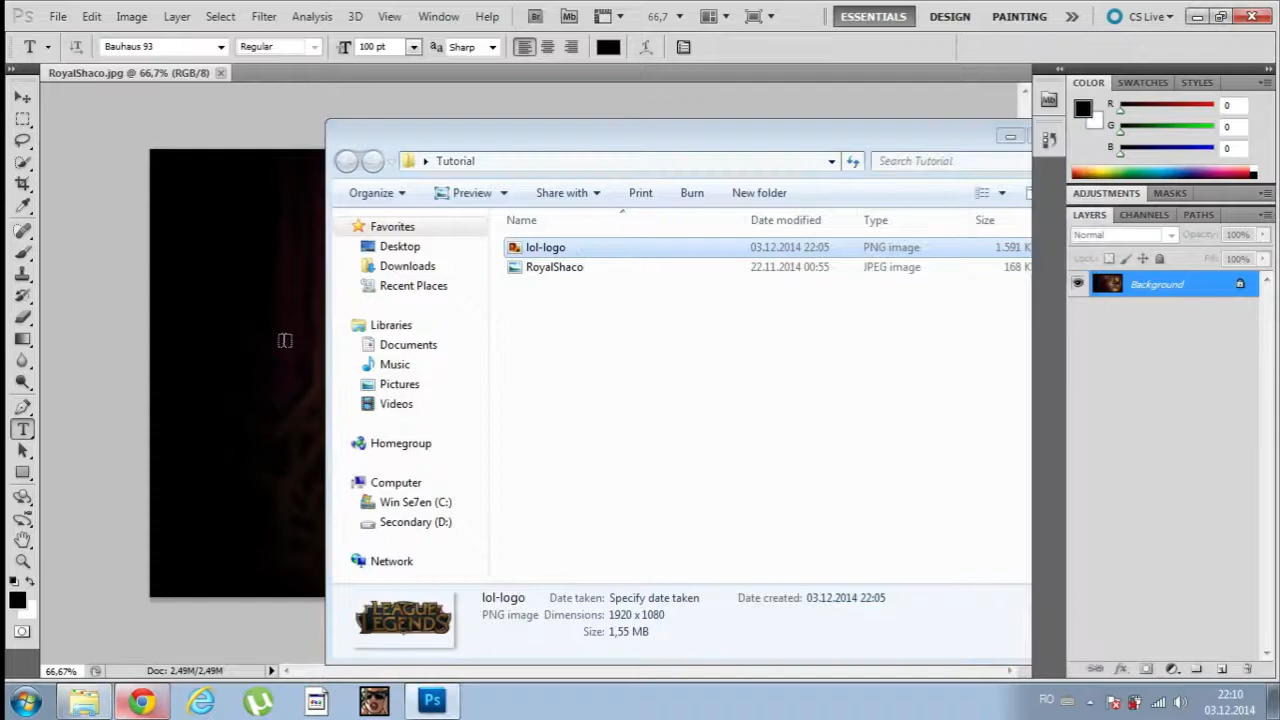 Ps File Edit Image Layer Select Filter Analysis 3D View Window Help Br Mb 66,7 ESSENTIALS DESIGN PAINTING CS Live
T Bauhaus 93 Regular T 100 pt aa Sharp
RoyalShaco.jpg @ 66,7% (RGB/8)
COLOR SWATCHES STYLES
R 0
G 0
B 0
ADJUSTMENTS MASKS
LAYERS CHANNELS PATHS
Normal Opacity: 100%
Lock: Fill: 100%
Background
Mb
Tutorial Search Tutorial
Organize Preview Share with Print Burn New folder
Name Date modified Type Size
lol-logo 03.12.2014 22:05 PNG image 1.591 K
RoyalShaco 22.11.2014 00:55 JPEG image 168 K
Favorites
Desktop
Downloads
Recent Places
Libraries
Documents
Music
Pictures
Videos
Homegroup
Computer
Win Se7en (C:)
Secondary (D:)
Network
LEAGUE
LEGENDS
lol-logo Date taken: Specify date taken Date created: 03.12.2014 22:05
PNG image Dimensions: 1920 x 1080
Size: 1,55 MB
T
66,67% Doc: 2,49M/2,49M
Ps
RO
22:10
03.12.2014